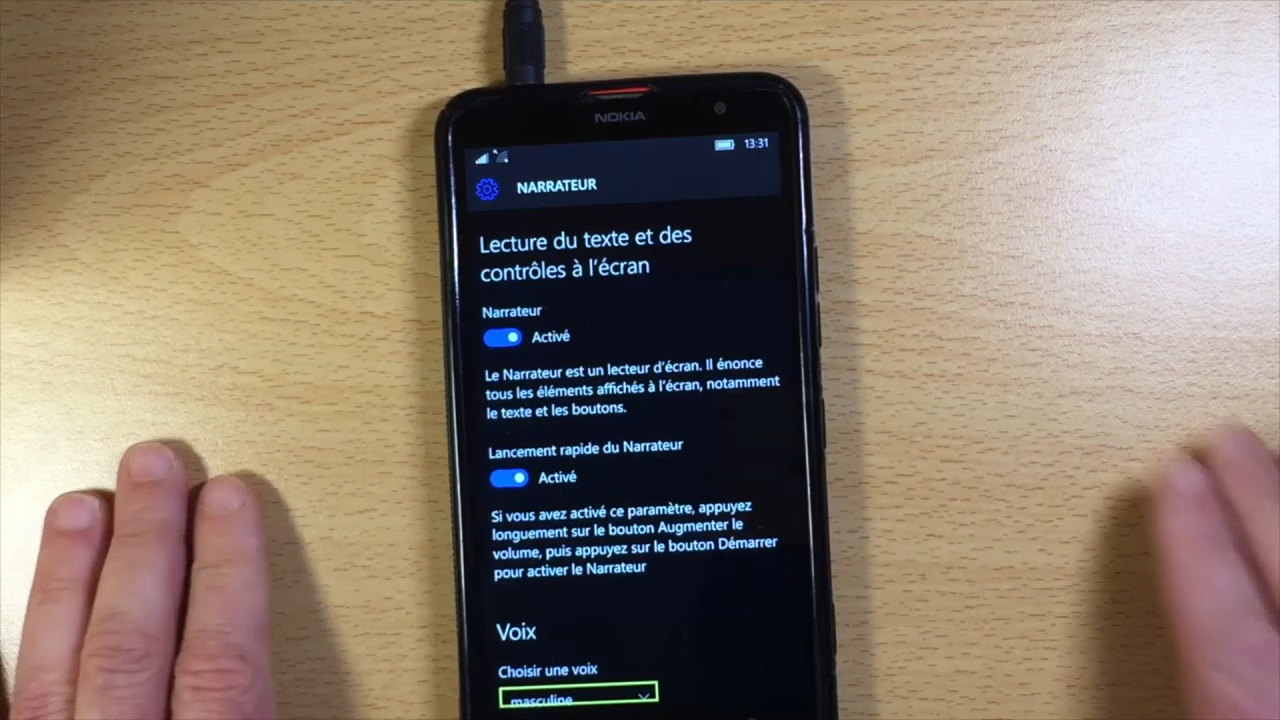 NOKIA
13:31
NARRATEUR
Lecture du texte et des
contrôles à l'écran
Narrateur
Activé
Le Narrateur est un lecteur d'écran. Il énonce
tous les éléments affichés à l'écran, notamment
le texte et les boutons.
Lancement rapide du Narrateur
Activé
Si vous avez activé ce paramètre, appuyez
longuement sur le bouton Augmenter le
volume, puis appuyez sur le bouton Démarrer
pour activer le Narrateur
Voix
Choisir une voix
masculine